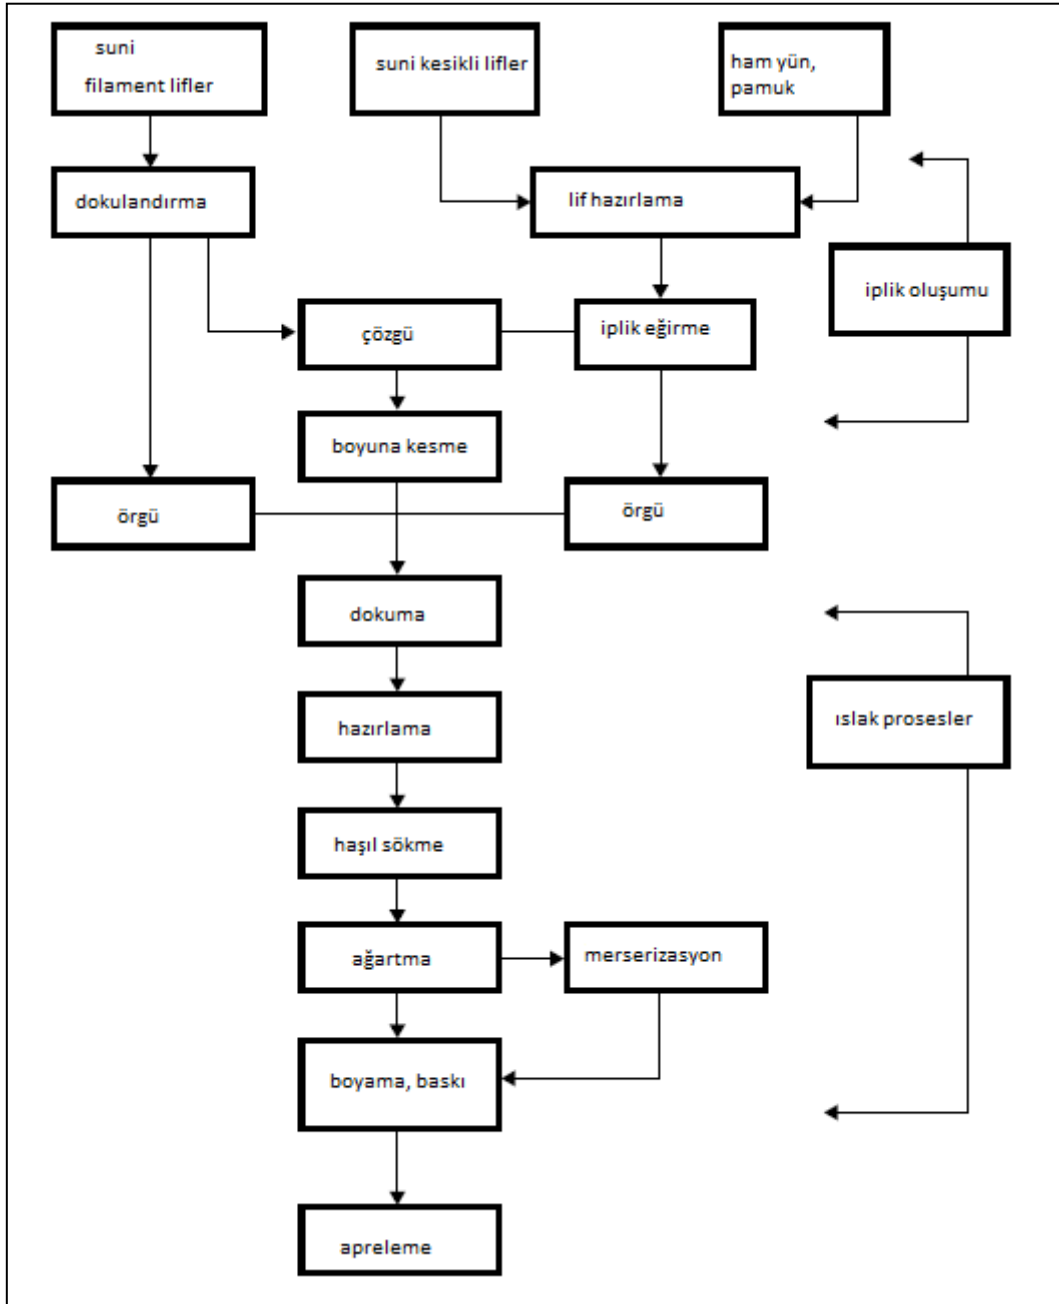 suni
filament lifler
suni kesikli lifler
ham yün,
pamuk
dokulandırma
lif hazırlama
iplik oluşumu
çözgü
iplik eğirme
boyuna kesme
örgü
örgü
dokuma
ıslak prosesler
hazırlama
haşıl sökme
ağartma
merserizasyon
boyama, baskı
apreleme